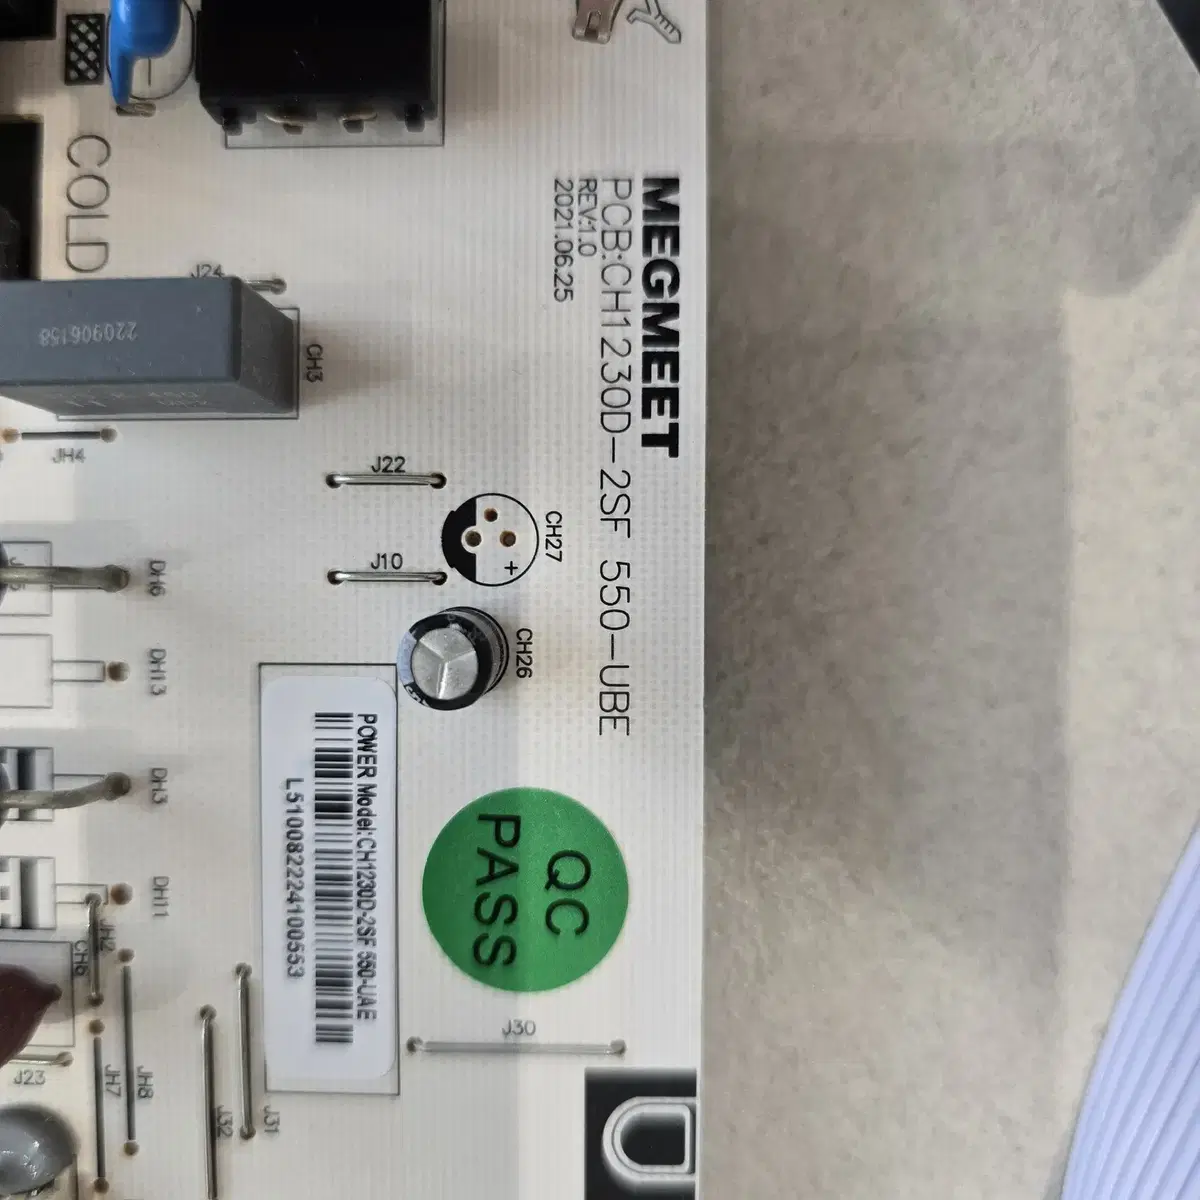 MEGMEET
PCB:CH1230D-2SF 550-UBE
REV:1.0
2021.06.25
COLD
J24
220906158
CH3
JH4
J22
CH27
+
J10
CH26
DH6
DH13
DH3
DH11
POWER Model:CH1230D-2SF 550-UAE
L5100822224100553
QC
PASS
J30
JH2
CH6
J23
JH7
JH8
J32
J31